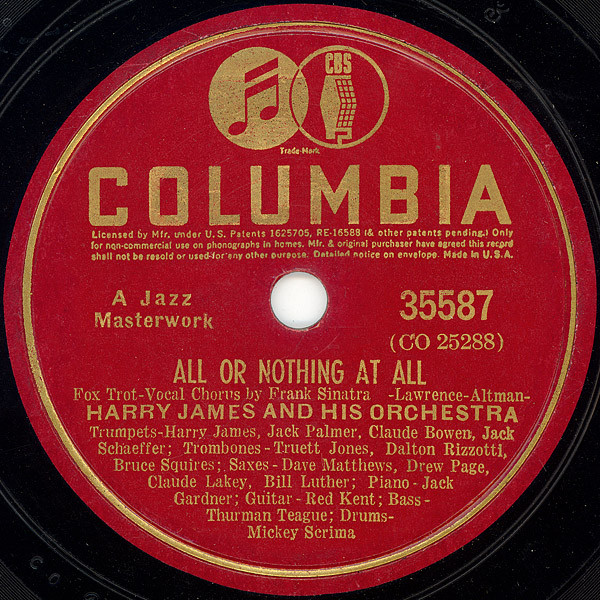 CBS
Trade-Mark
COLUMBIA
Licensed by Mfr. under U.S. Patents 1625705, RE-16588 (& other patents pending.) Only
for non-commercial use on phonographs in homes. Mfr. & original purchaser have agreed this record
shall not be resold or used for any other purpose. Detailed notice on envelope. Made in U.S.A.
A Jazz
Masterwork
35587
(CO 25288)
ALL OR NOTHING AT ALL
Fox Trot-Vocal Chorus by Frank Sinatra -Lawrence-Altman-
HARRY JAMES AND HIS ORCHESTRA
Trumpets-Harry James, Jack Palmer, Claude Bowen, Jack
Schaeffer; Trombones-Truett Jones, Dalton Rizzotti,
Bruce Squires; Saxes-Dave Matthews, Drew Page,
Claude Lakey, Bill Luther; Piano-Jack
Gardner; Guitar-Red Kent; Bass-
Thurman Teague; Drums-
Mickey Scrima